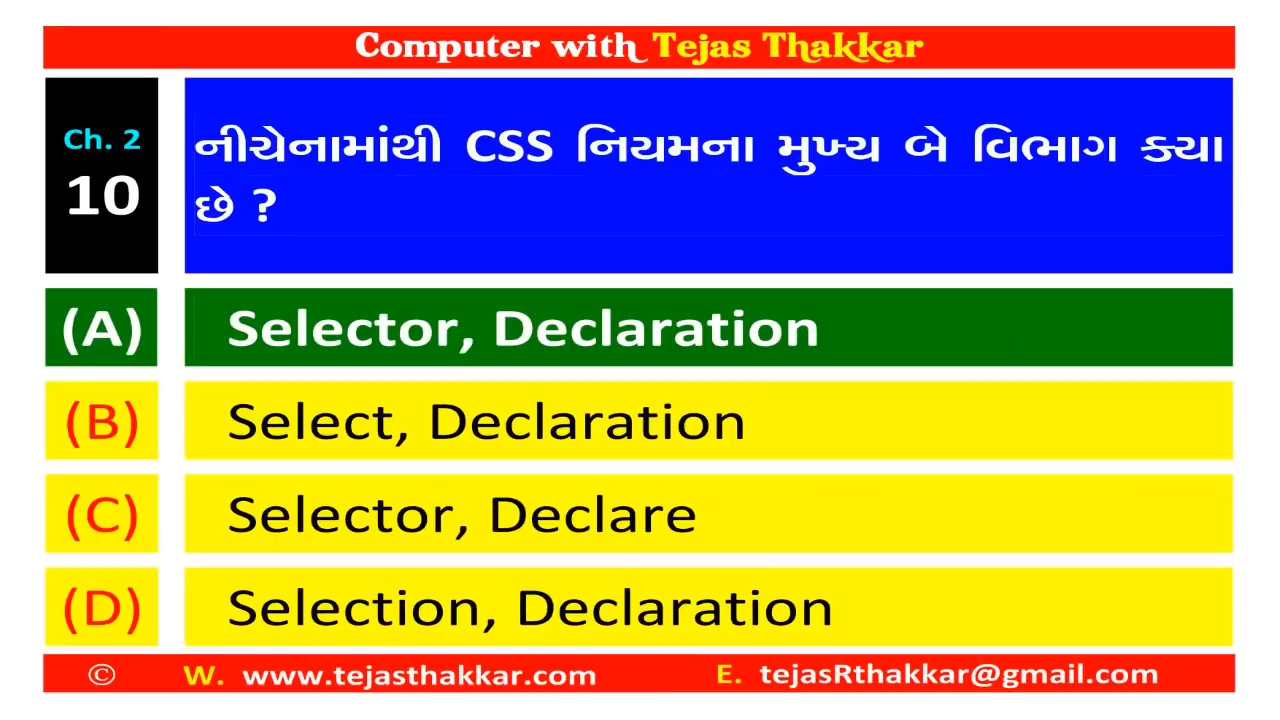 Computer with Tejas Thakkar
Ch. 2
10
નીચેનામાંથી CSS નિયમના મુખ્ય બે વિભાગ ક્યા
છે ?
(A) Selector, Declaration
(B) Select, Declaration
(C) Selector, Declare
(D) Selection, Declaration
© W. www.tejasthakkar.com E. tejasRthakkar@gmail.com